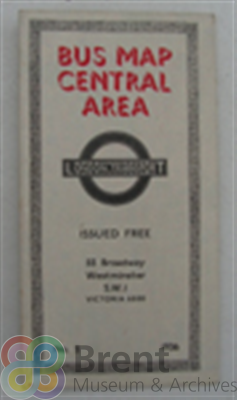 BUS MAP
CENTRAL
AREA
LONDON TRANSPORT
ISSUED FREE
55 Broadway
Westminster
S.W.1
VICTORIA 6800
Brent
Museum & Archives